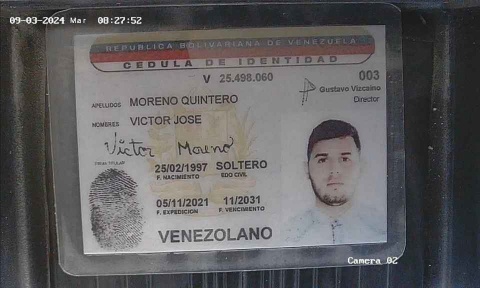 09-03-2024 Mar 08:27:52
REPUBLICA BOLIVARIANA DE VENEZUELA
CEDULA DE IDENTIDAD
V 25.498.060
003
Gustavo Vizcaino
Director
APELLIDOS MORENO QUINTERO
NOMBRES VICTOR JOSE
Victor Moreno
FIRMA TITULAR
25/02/1997 SOLTERO
F. NACIMIENTO EDO CIVIL
05/11/2021 11/2031
F. EXPEDICION F. VENCIMIENTO
VENEZOLANO
Camera 02